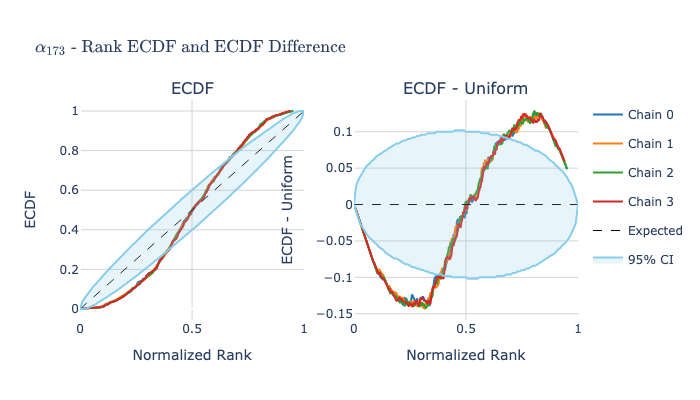 α₁₇₃ - Rank ECDF and ECDF Difference
ECDF
ECDF - Uniform
1
0.8
0.6
0.4
0.2
0
0
0.5
1
ECDF
Normalized Rank
0.1
0.05
0
−0.05
−0.1
−0.15
0
0.5
1
ECDF - Uniform
Normalized Rank
Chain 0
Chain 1
Chain 2
Chain 3
Expected
95% CI